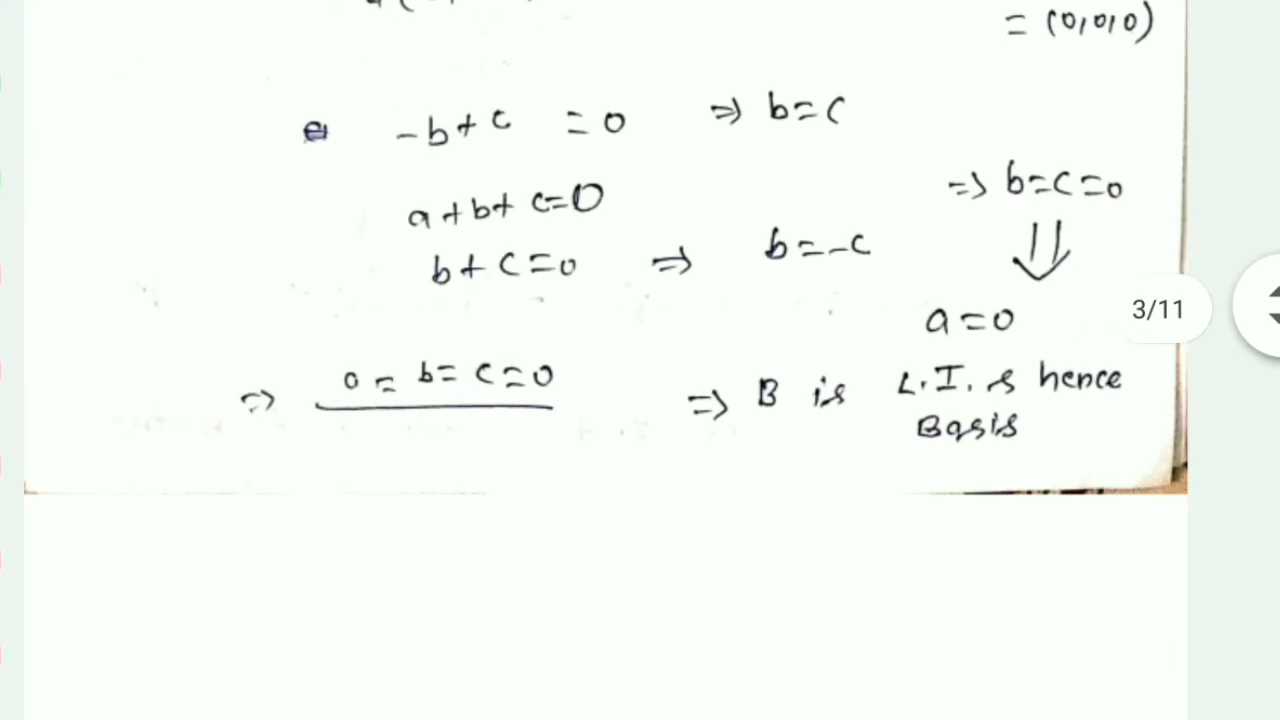 = (0,0,0)
-b+c = 0 => b=c
a+b+c=0 => b=c=0
b+c=0 => b=-c
a=0
3/11
=> a = b= c=0 => B is L.I. & hence
Basis